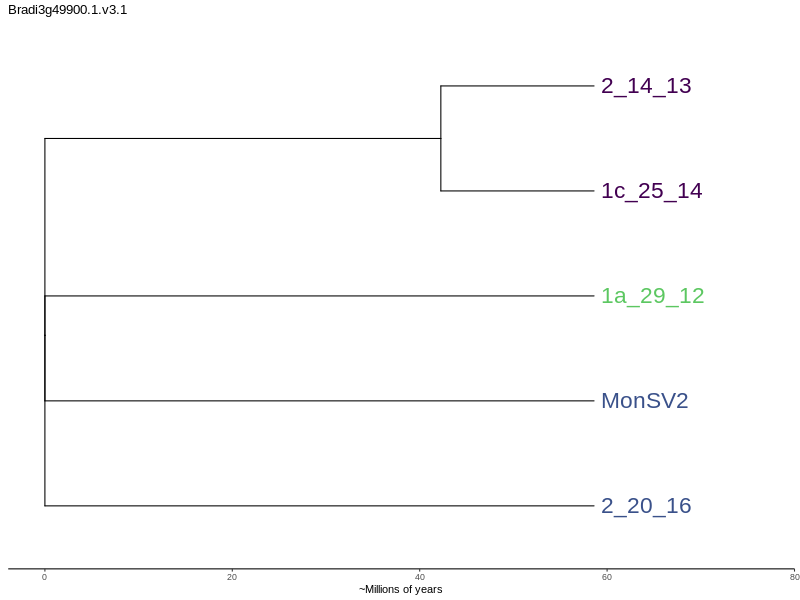 Bradi3g49900.1.v3.1
2_14_13
1c_25_14
1a_29_12
MonSV2
2_20_16
0 20 40 60 80
~Millions of years